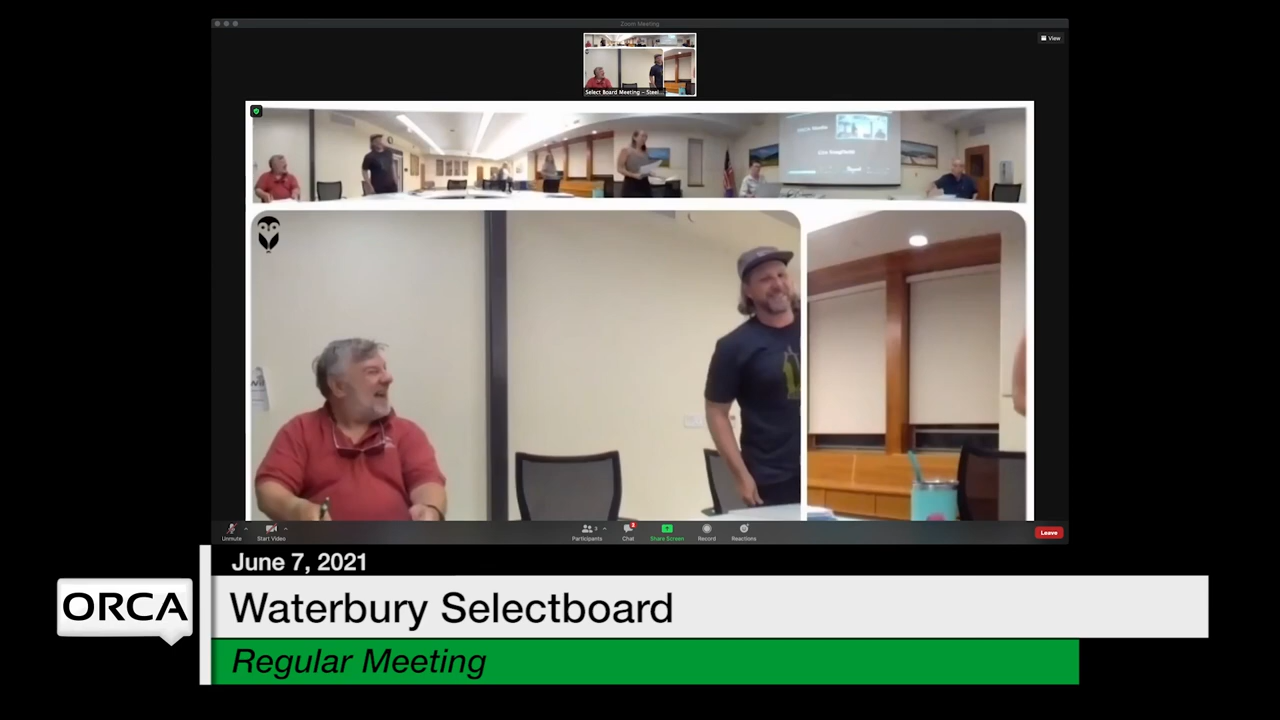 Zoom Meeting
View
Select Board Meeting – Steel...
Unmute
Start Video
Participants
3
Chat
Share Screen
Record
Reactions
Leave
June 7, 2021
ORCA
Waterbury Selectboard
Regular Meeting